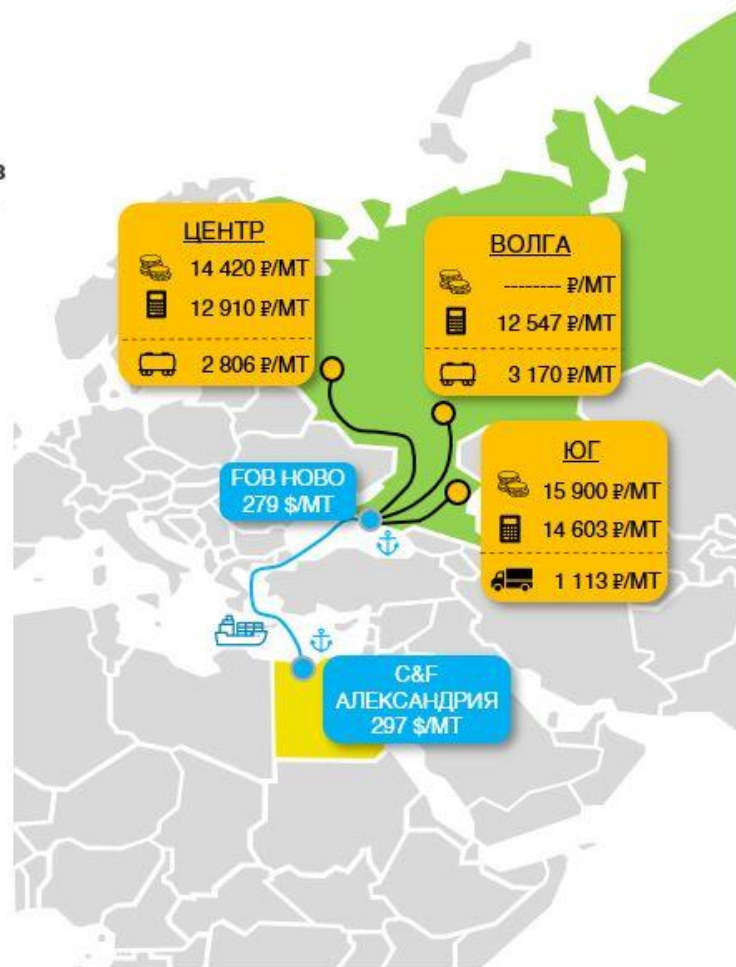 в
ЦЕНТР
14 420 ₽/МТ
12 910 ₽/МТ
2 806 ₽/МТ
ВОЛГА
-------- ₽/МТ
12 547 ₽/МТ
3 170 ₽/МТ
ЮГ
15 900 ₽/МТ
14 603 ₽/МТ
1 113 ₽/МТ
FOB НОВО
279 $/МТ
C&F
АЛЕКСАНДРИЯ
297 $/МТ